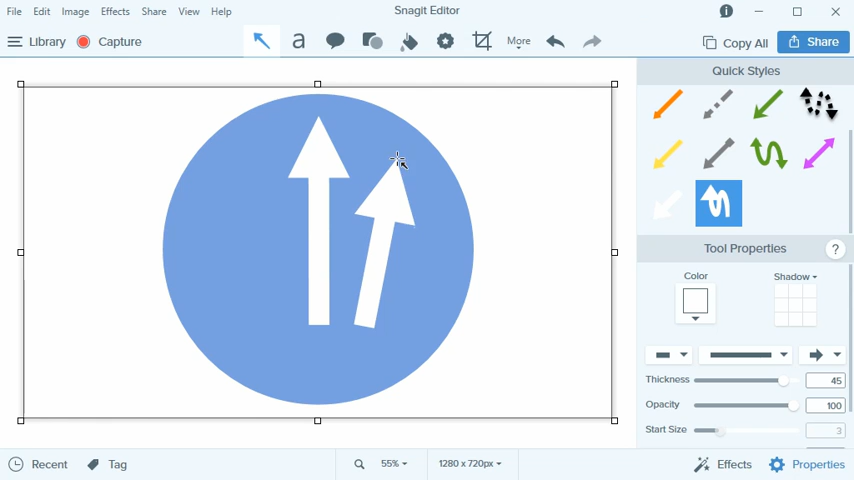 Snagit Editor
File Edit Image Effects Share View Help
Library Capture a More Copy All Share
Quick Styles
Tool Properties ?
Color Shadow
Thickness 45
Opacity 100
Start Size 3
Recent Tag 55% 1280 x 720px Effects Properties